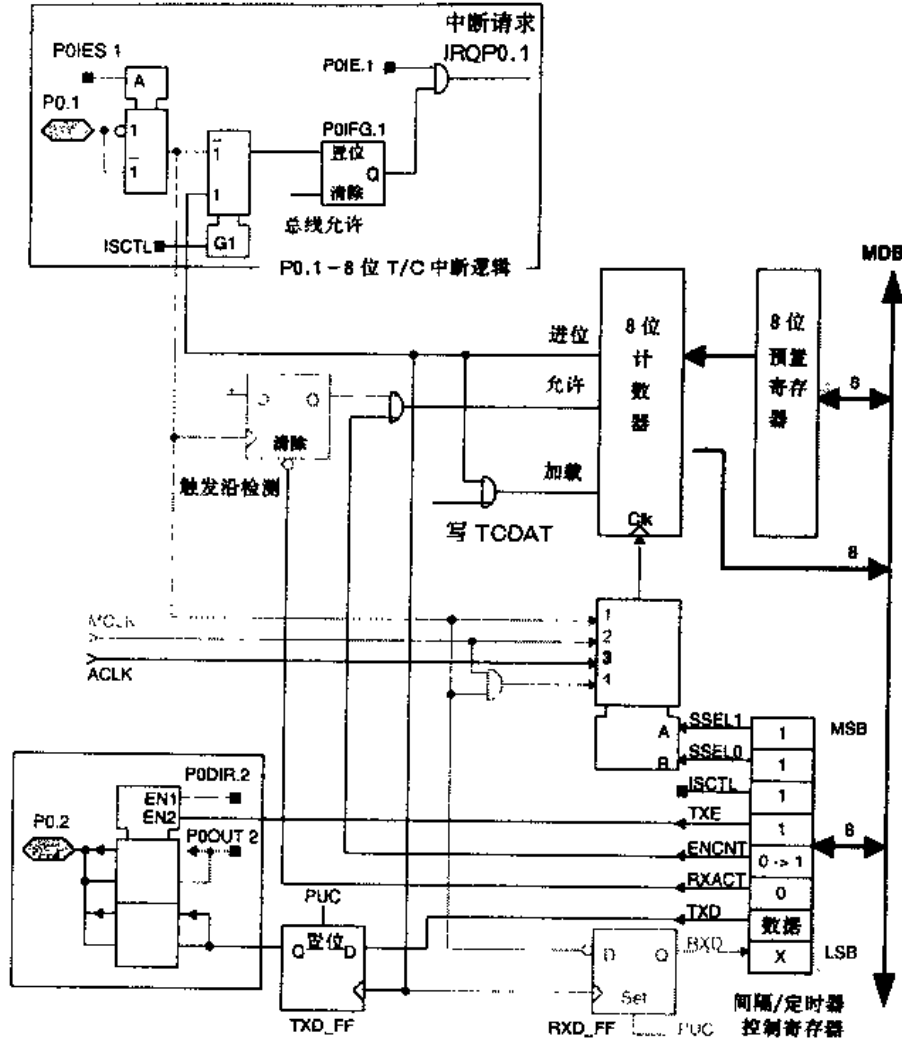 中断请求
IRQP0.1
P0IES 1
A
P0IE.1
P0.1
1
1
1
1
P0IFG.1
置位
Q
清除
总线允许
ISCTL
G1
P0.1-8 位 T/C 中断逻辑
MDB
进位
允许
加载
8 位
计
数
器
Clk
8 位
预置
寄存
器
8
8
D
Q
清除
触发沿检测
写 TCDAT
MCLK
ACLK
1
2
3
4
A
B
SSEL1
SSEL0
ISCTL
TXE
ENCNT
RXACT
TXD
RXD
1
1
1
1
0 -> 1
0
数据
X
MSB
LSB
8
P0DIR.2
EN1
EN2
P0.2
P0OUT 2
PUC
Q
置位
D
TXD_FF
D
Q
Set
RXD_FF
PUC
间隔/定时器
控制寄存器